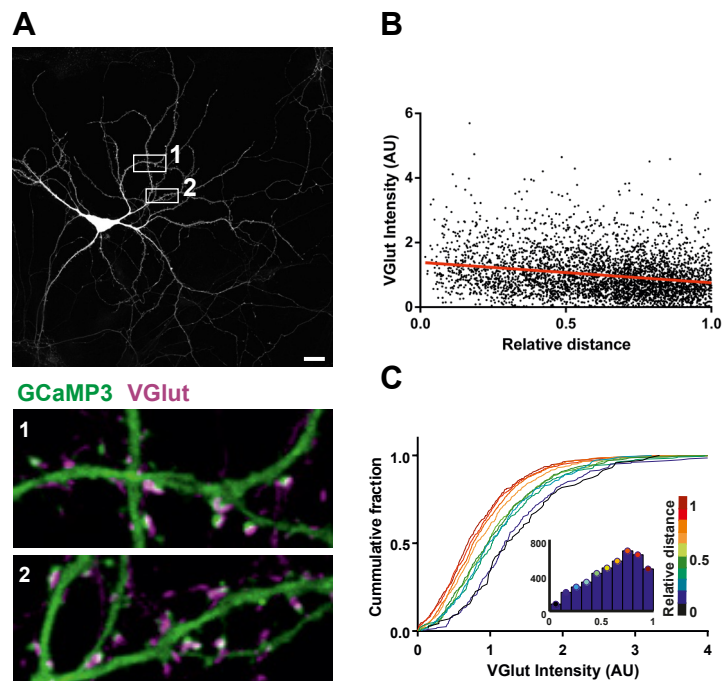 A
1
2
GCaMP3 VGlut
1
2
B
VGlut Intensity (AU)
6
4
2
0
0.0 0.5 1.0
Relative distance
C
Cummulative fraction
1.0
0.5
0.0
0 1 2 3 4
VGlut Intensity (AU)
800
400
0
0 0.5 1
Relative distance
1
0